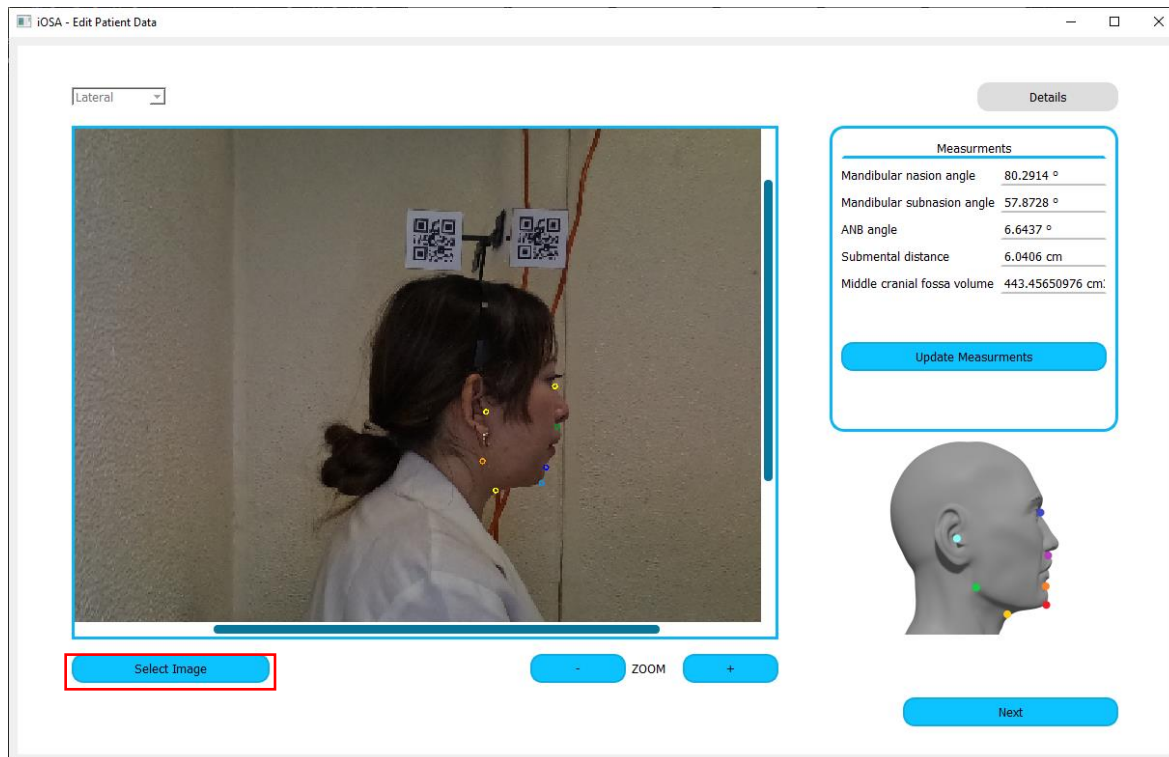 iOSA - Edit Patient Data
Lateral
Details
Measurments
Mandibular nasion angle 80.2914 º
Mandibular subnasion angle 57.8728 º
ANB angle 6.6437 º
Submental distance 6.0406 cm
Middle cranial fossa volume 443.45650976 cm
Update Measurments
Select Image
-
ZOOM
+
Next